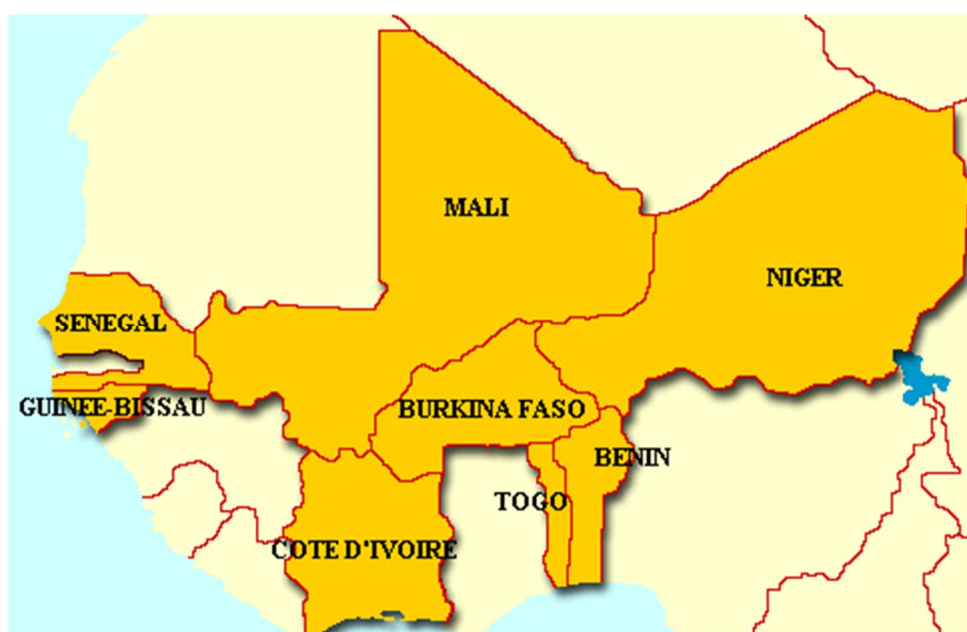 MALI
NIGER
SENEGAL
GUINEE-BISSAU
BURKINA FASO
BENIN
TOGO
COTE D'IVOIRE